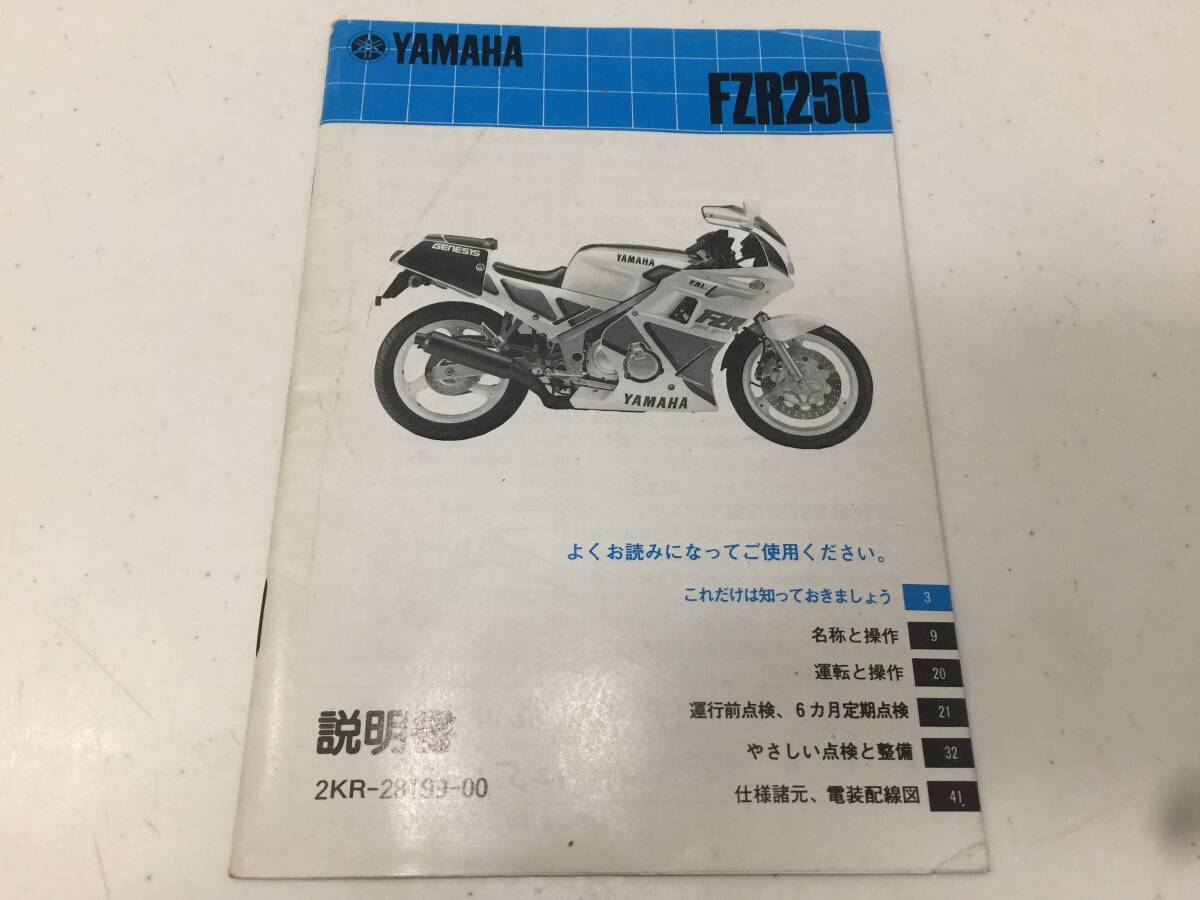 YAMAHA
FZR250
GENESIS
YAMAHA
FZR
YAMAHA
よくお読みになってご使用ください。
これだけは知っておきましょう 3
名称と操作 9
運転と操作 20
運行前点検、6カ月定期点検 21
やさしい点検と整備 32
仕様諸元、電装配線図 41
説明書
2KR-28199-00